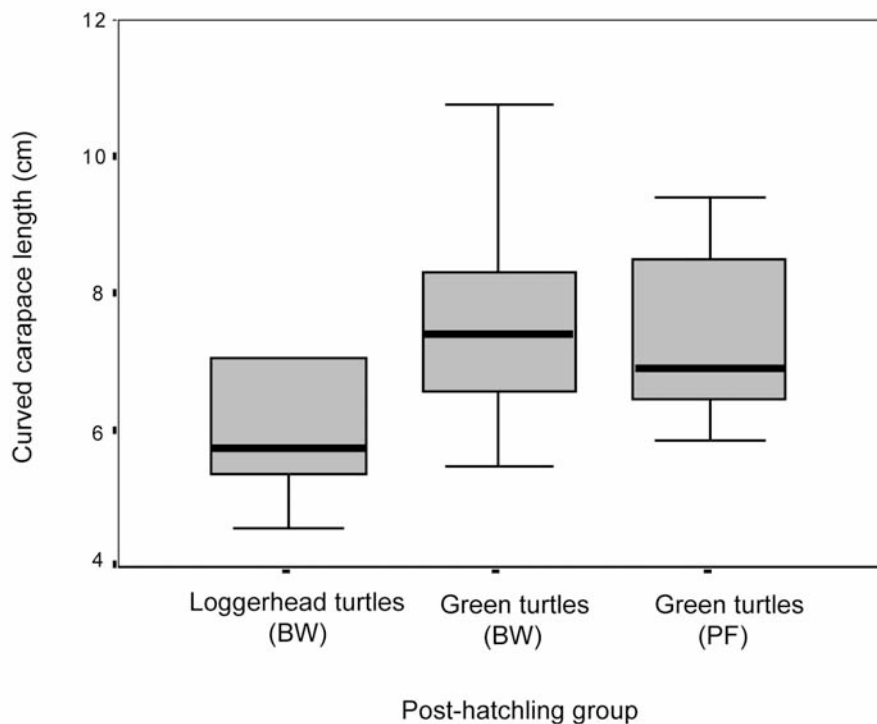 Curved carapace length (cm)
12
10
8
6
4
Loggerhead turtles
(BW)
Green turtles
(BW)
Green turtles
(PF)
Post-hatchling group